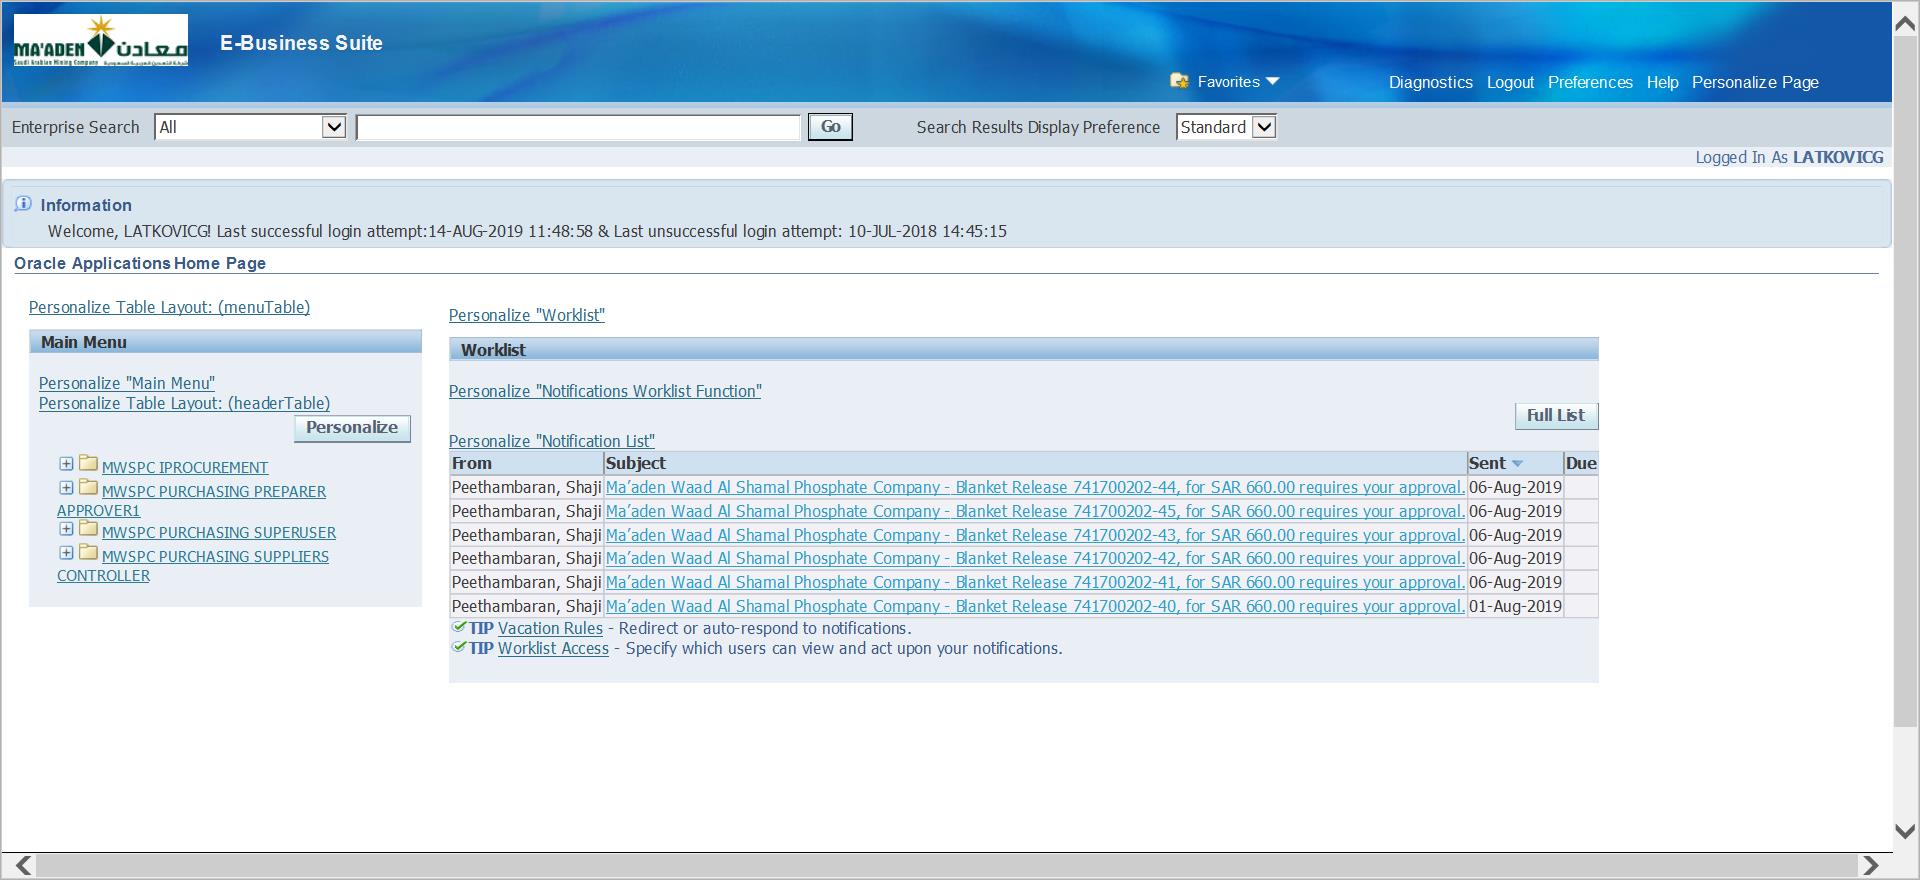 MA'ADEN معادن
Saudi Arabian Mining Company
E-Business Suite
Favorites Diagnostics Logout Preferences Help Personalize Page
Enterprise Search All Go Search Results Display Preference Standard
Logged In As LATKOVICG
Information
Welcome, LATKOVICG! Last successful login attempt:14-AUG-2019 11:48:58 & Last unsuccessful login attempt: 10-JUL-2018 14:45:15
Oracle Applications Home Page
Personalize Table Layout: (menuTable)
Main Menu
Personalize "Main Menu"
Personalize Table Layout: (headerTable)
Personalize
MWSPC IPROCUREMENT
MWSPC PURCHASING PREPARER
APPROVER1
MWSPC PURCHASING SUPERUSER
MWSPC PURCHASING SUPPLIERS
CONTROLLER
Personalize "Worklist"
Worklist
Personalize "Notifications Worklist Function"
Full List
Personalize "Notification List"
From Subject Sent Due
Peethambaran, Shaji Ma’aden Waad Al Shamal Phosphate Company - Blanket Release 741700202-44, for SAR 660.00 requires your approval. 06-Aug-2019
Peethambaran, Shaji Ma’aden Waad Al Shamal Phosphate Company - Blanket Release 741700202-45, for SAR 660.00 requires your approval. 06-Aug-2019
Peethambaran, Shaji Ma’aden Waad Al Shamal Phosphate Company - Blanket Release 741700202-43, for SAR 660.00 requires your approval. 06-Aug-2019
Peethambaran, Shaji Ma’aden Waad Al Shamal Phosphate Company - Blanket Release 741700202-42, for SAR 660.00 requires your approval. 06-Aug-2019
Peethambaran, Shaji Ma’aden Waad Al Shamal Phosphate Company - Blanket Release 741700202-41, for SAR 660.00 requires your approval. 06-Aug-2019
Peethambaran, Shaji Ma’aden Waad Al Shamal Phosphate Company - Blanket Release 741700202-40, for SAR 660.00 requires your approval. 01-Aug-2019
TIP Vacation Rules - Redirect or auto-respond to notifications.
TIP Worklist Access - Specify which users can view and act upon your notifications.